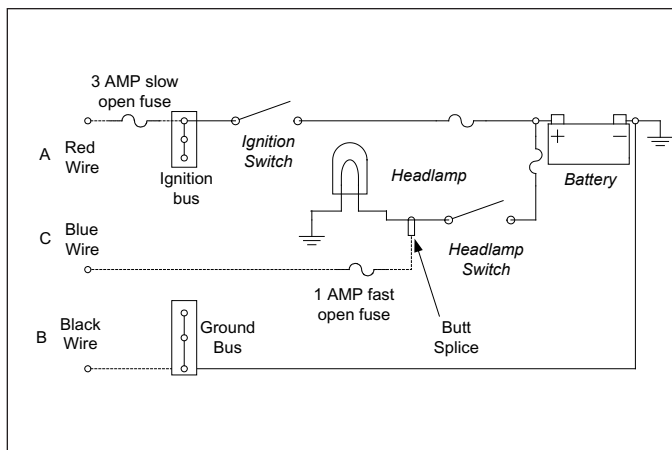 3 AMP slow
open fuse
A Red
Wire
Ignition
bus
Ignition
Switch
Headlamp
+ −
Battery
C Blue
Wire
Headlamp
Switch
1 AMP fast
open fuse
Butt
Splice
B Black
Wire
Ground
Bus